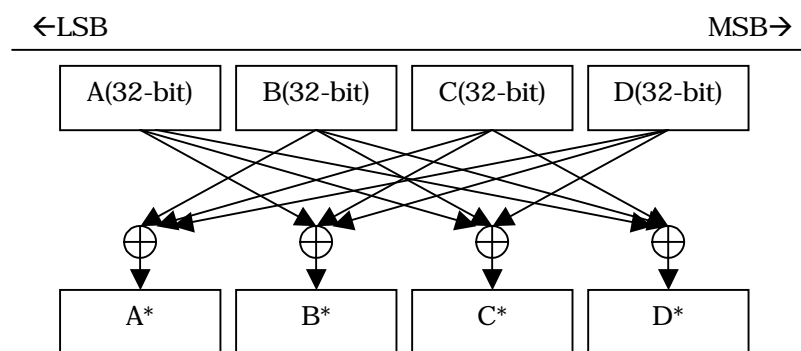 ←LSB MSB→
A(32-bit) B(32-bit) C(32-bit) D(32-bit)
A* B* C* D*